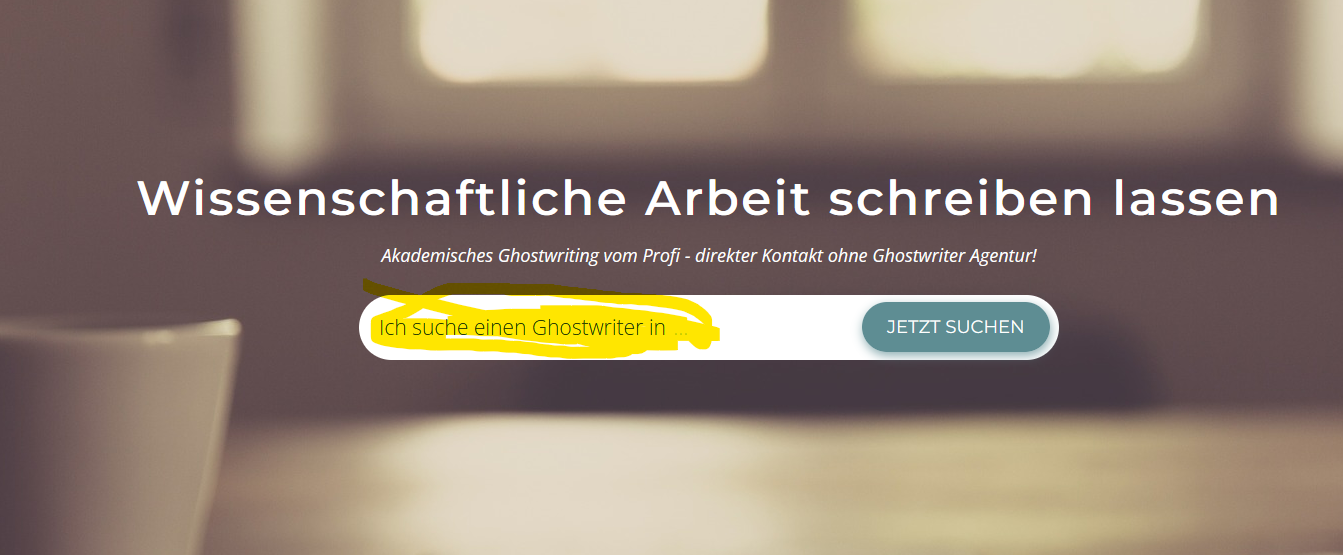 Wissenschaftliche Arbeit schreiben lassen
Akademisches Ghostwriting vom Profi - direkter Kontakt ohne Ghostwriter Agentur!
Ich suche einen Ghostwriter in ...
JETZT SUCHEN